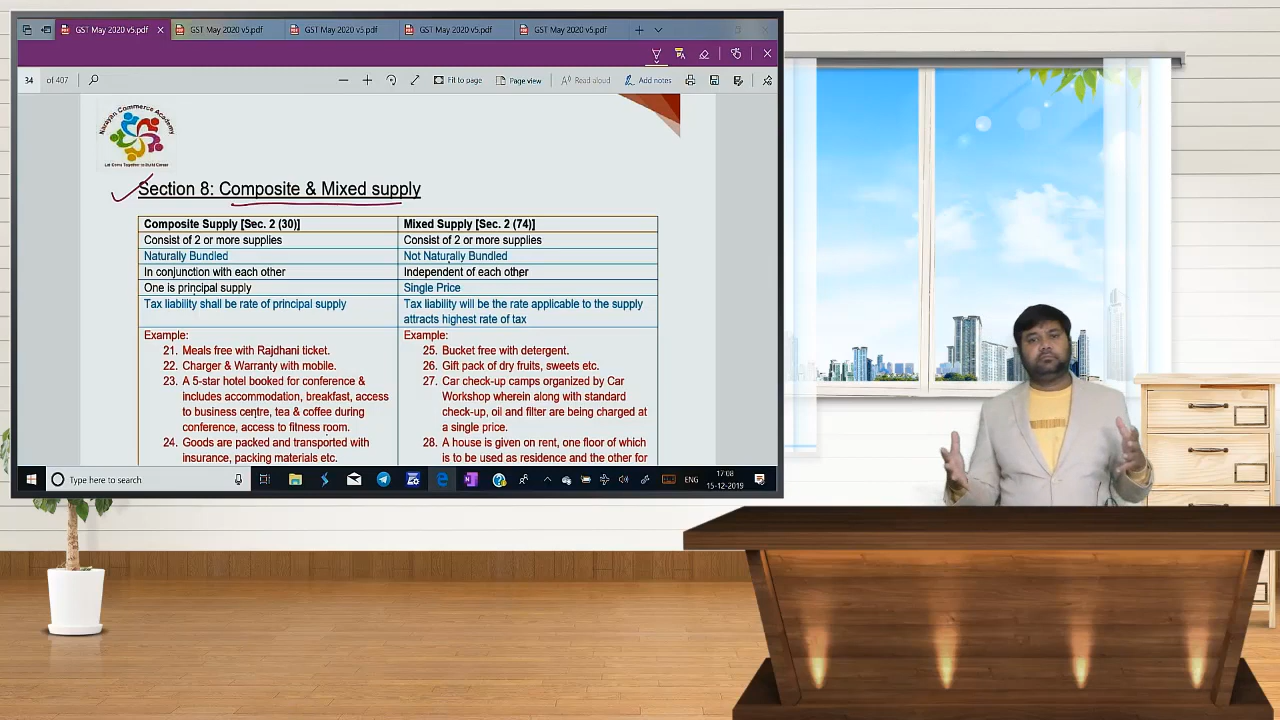 GST May 2020 v5.pdf
GST May 2020 v5.pdf
GST May 2020 v5.pdf
GST May 2020 v5.pdf
GST May 2020 v5.pdf
34 of 407
Fit to page
Page view
Read aloud
Add notes
Narayan Commerce Academy
Let Come Together to Build Career
Section 8: Composite & Mixed supply
Composite Supply [Sec. 2 (30)]
Mixed Supply [Sec. 2 (74)]
Consist of 2 or more supplies
Consist of 2 or more supplies
Naturally Bundled
Not Naturally Bundled
In conjunction with each other
Independent of each other
One is principal supply
Single Price
Tax liability shall be rate of principal supply
Tax liability will be the rate applicable to the supply
attracts highest rate of tax
Example:
21. Meals free with Rajdhani ticket.
22. Charger & Warranty with mobile.
23. A 5-star hotel booked for conference &
includes accommodation, breakfast, access
to business centre, tea & coffee during
conference, access to fitness room.
24. Goods are packed and transported with
insurance, packing materials etc.
Example:
25. Bucket free with detergent.
26. Gift pack of dry fruits, sweets etc.
27. Car check-up camps organized by Car
Workshop wherein along with standard
check-up, oil and filter are being charged at
a single price.
28. A house is given on rent, one floor of which
is to be used as residence and the other for
Type here to search
ENG
17:08
15-12-2019